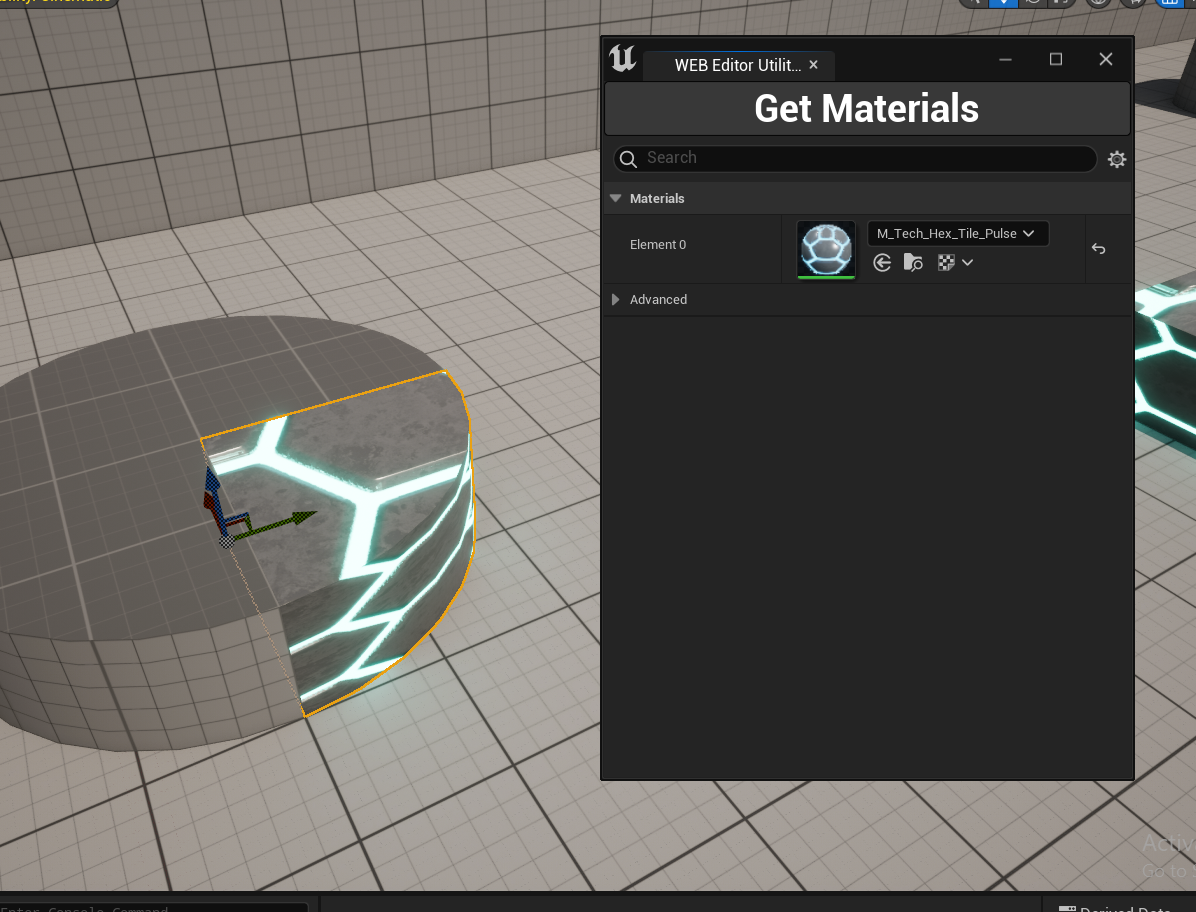 WEB Editor Utilit...
Get Materials
Search
Materials
Element 0
M_Tech_Hex_Tile_Pulse
Advanced
Activ
Go to
Enter Console Command
Derived Data